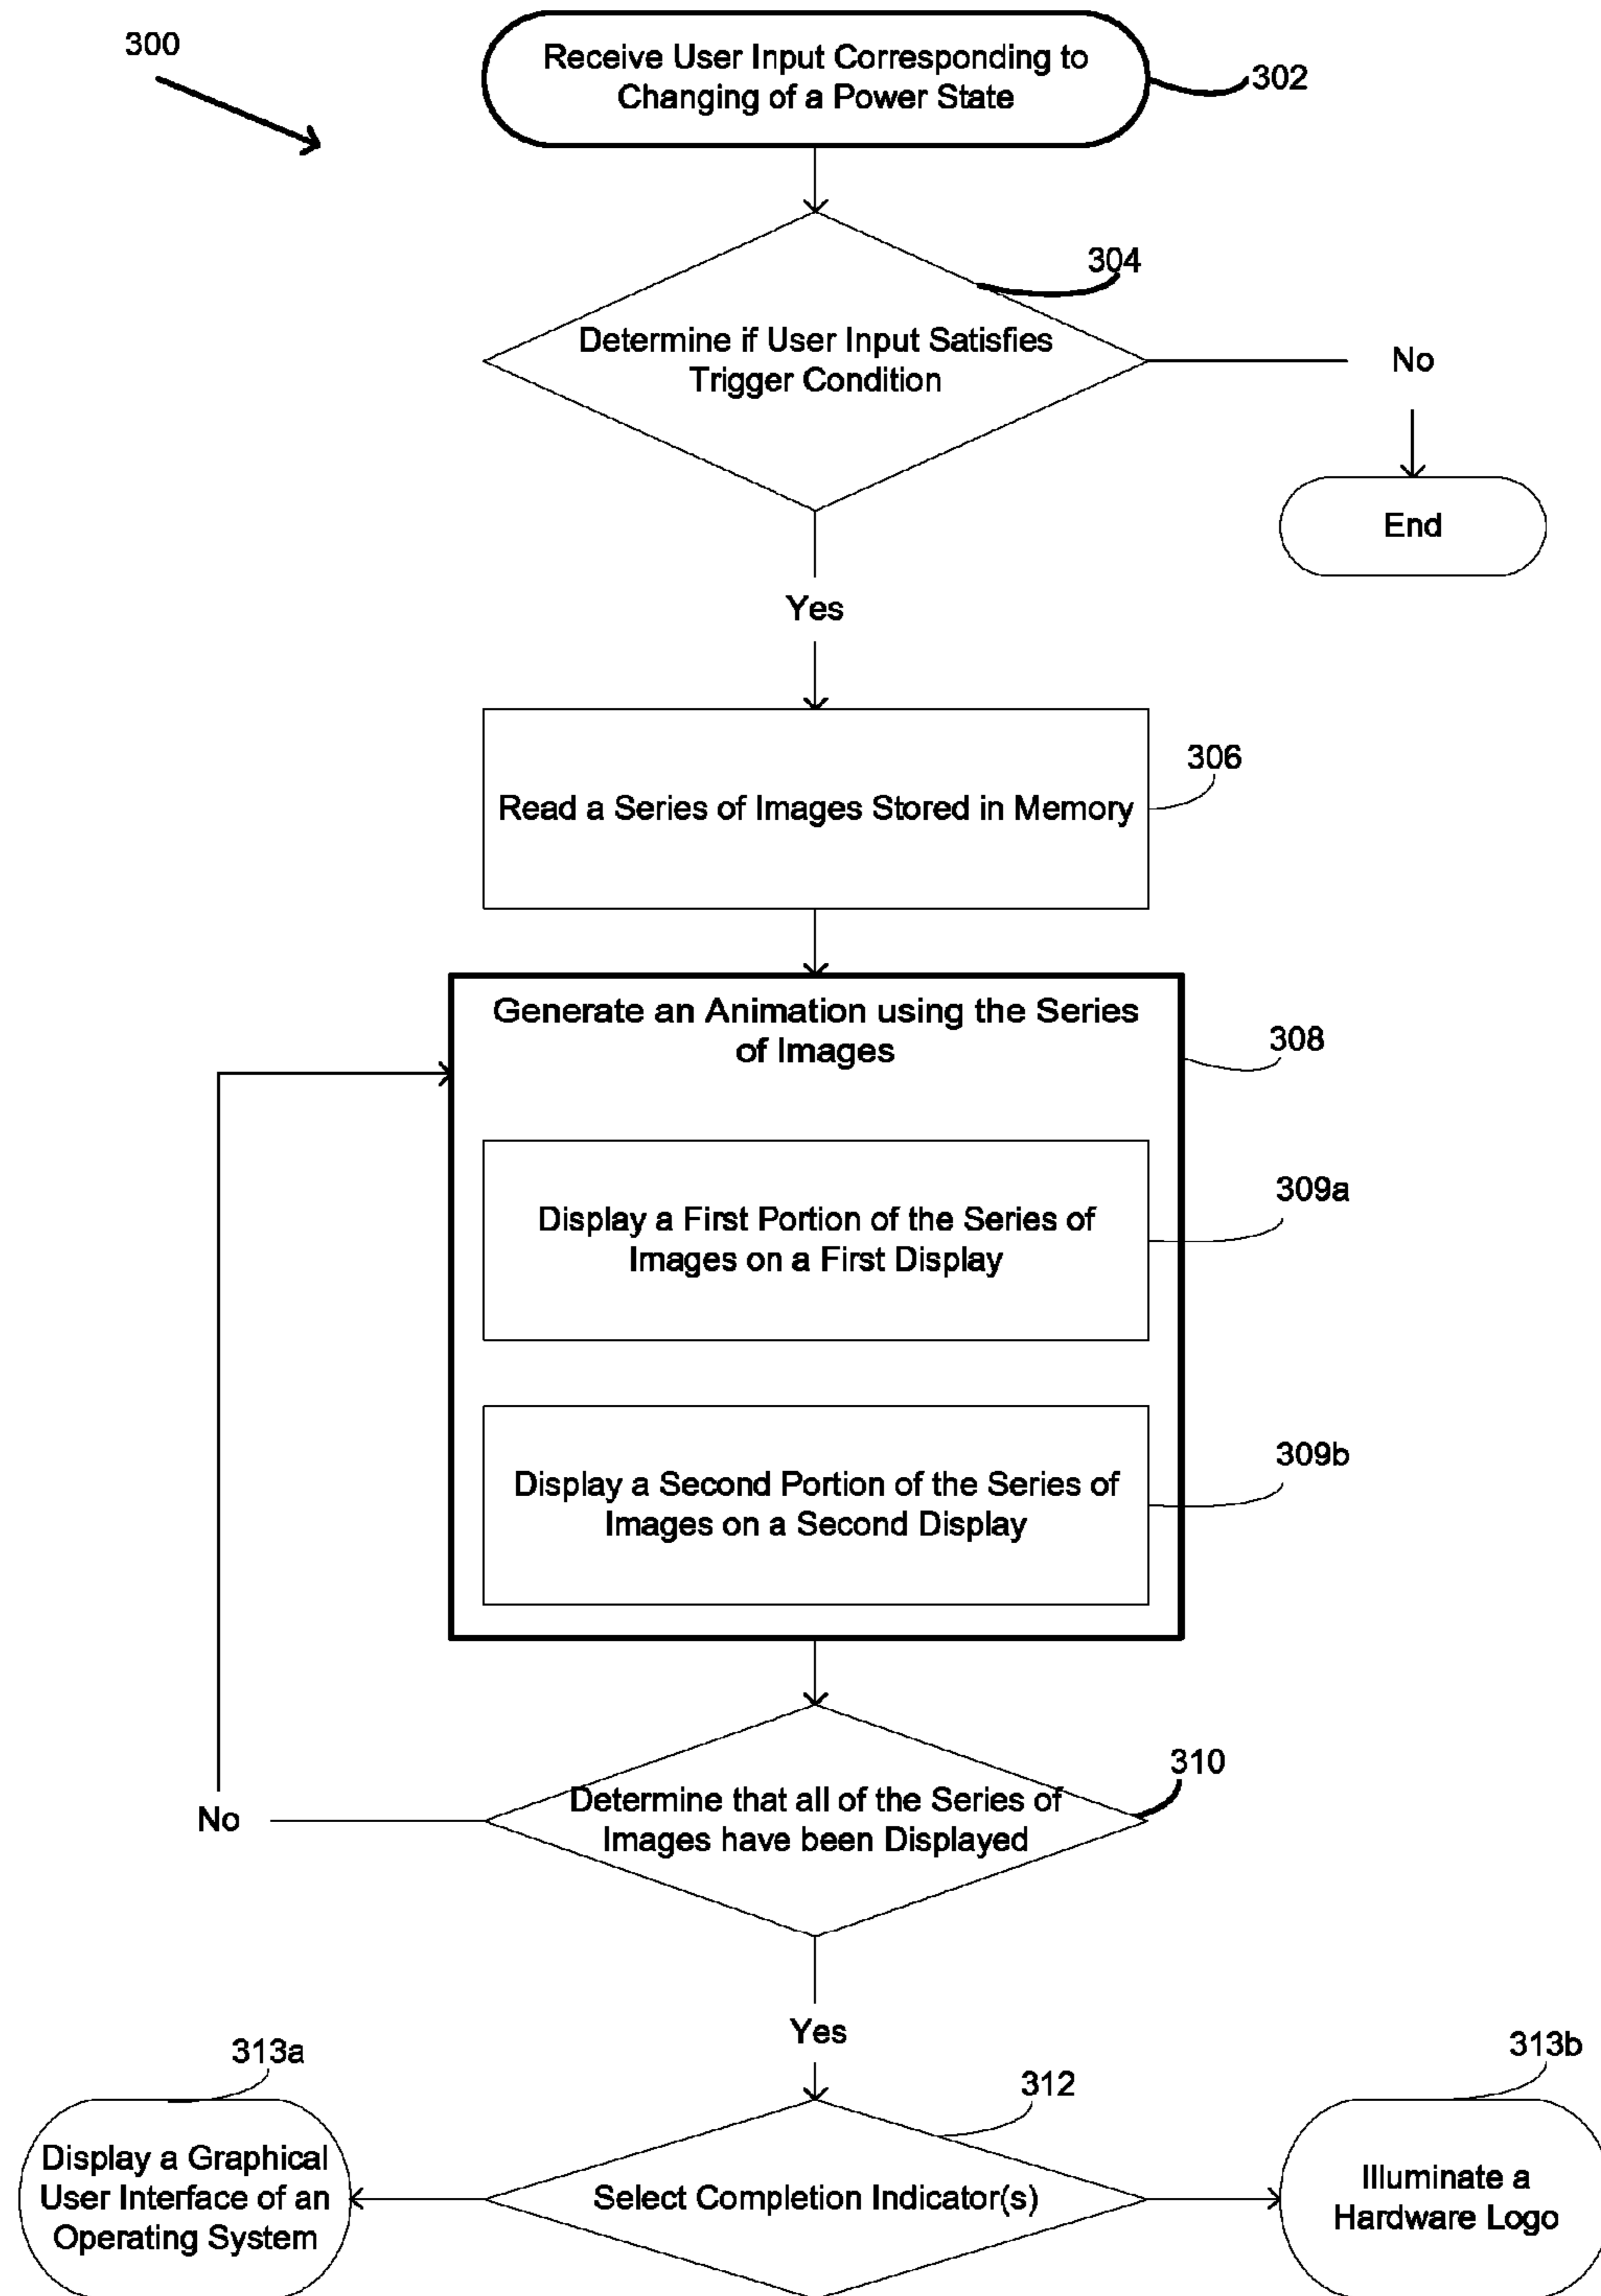 300
Receive User Input Corresponding to
Changing of a Power State
302
304
Determine if User Input Satisfies
Trigger Condition
No
End
Yes
306
Read a Series of Images Stored in Memory
Generate an Animation using the Series
of Images
308
309a
Display a First Portion of the Series of
Images on a First Display
309b
Display a Second Portion of the Series of
Images on a Second Display
310
Determine that all of the Series of
Images have been Displayed
No
Yes
313a
312
313b
Display a Graphical
User Interface of an
Operating System
Select Completion Indicator(s)
Illuminate a
Hardware Logo